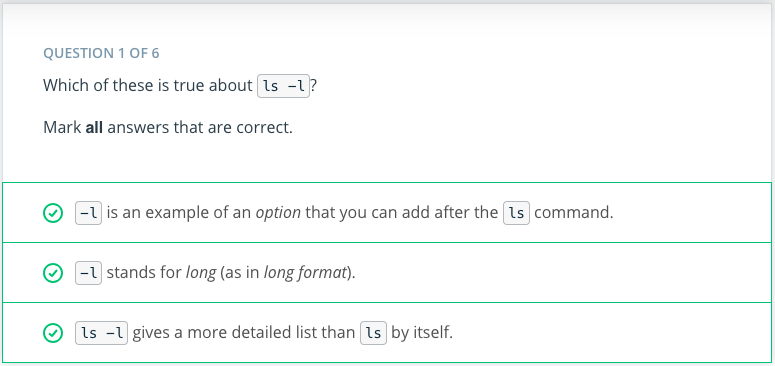 QUESTION 1 OF 6
Which of these is true about ls -l?
Mark all answers that are correct.
-l is an example of an option that you can add after the ls command.
-l stands for long (as in long format).
ls -l gives a more detailed list than ls by itself.